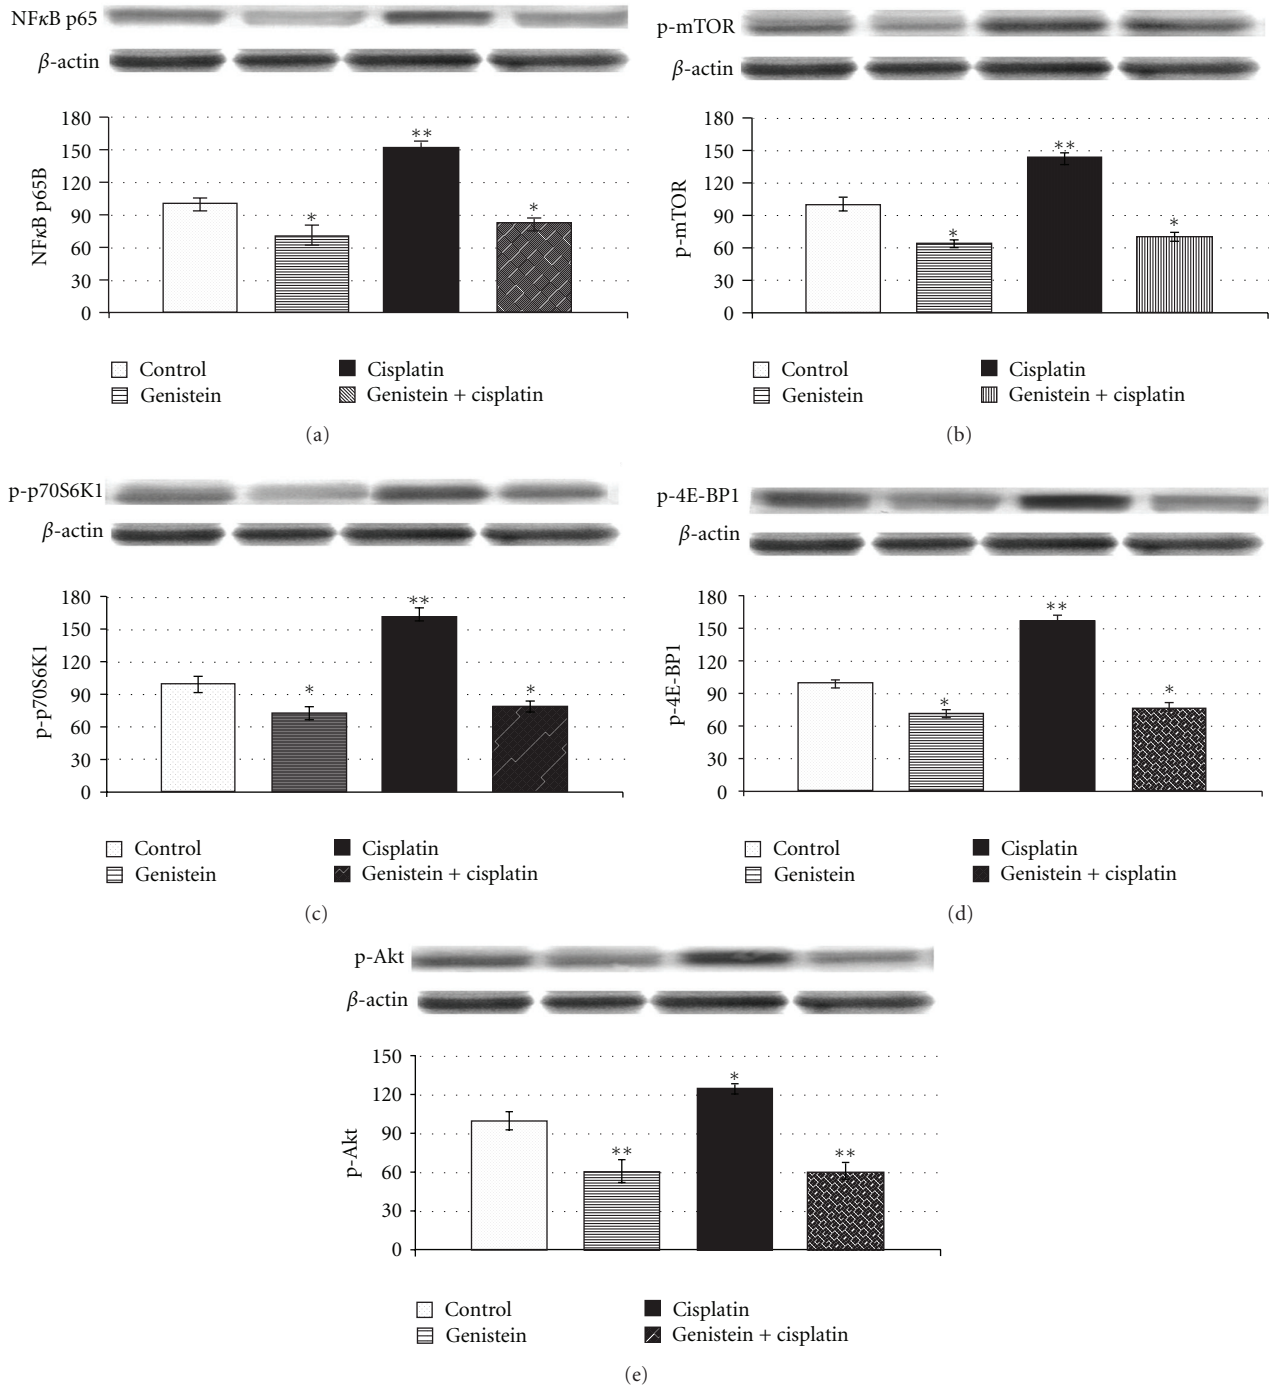 NFκB p65
β-actin
180
150
120
90
60
30
0
NFκB p65B
**
*
*
Control
Genistein
Cisplatin
Genistein + cisplatin
(a)
p-mTOR
β-actin
180
150
120
90
60
30
0
p-mTOR
**
*
*
Control
Genistein
Cisplatin
Genistein + cisplatin
(b)
p-p70S6K1
β-actin
180
150
120
90
60
30
0
p-p70S6K1
**
*
*
Control
Genistein
Cisplatin
Genistein + cisplatin
(c)
p-4E-BP1
β-actin
180
150
120
90
60
30
0
p-4E-BP1
**
*
*
Control
Genistein
Cisplatin
Genistein + cisplatin
(d)
p-Akt
β-actin
150
120
90
60
30
0
p-Akt
*
**
**
Control
Genistein
Cisplatin
Genistein + cisplatin
(e)